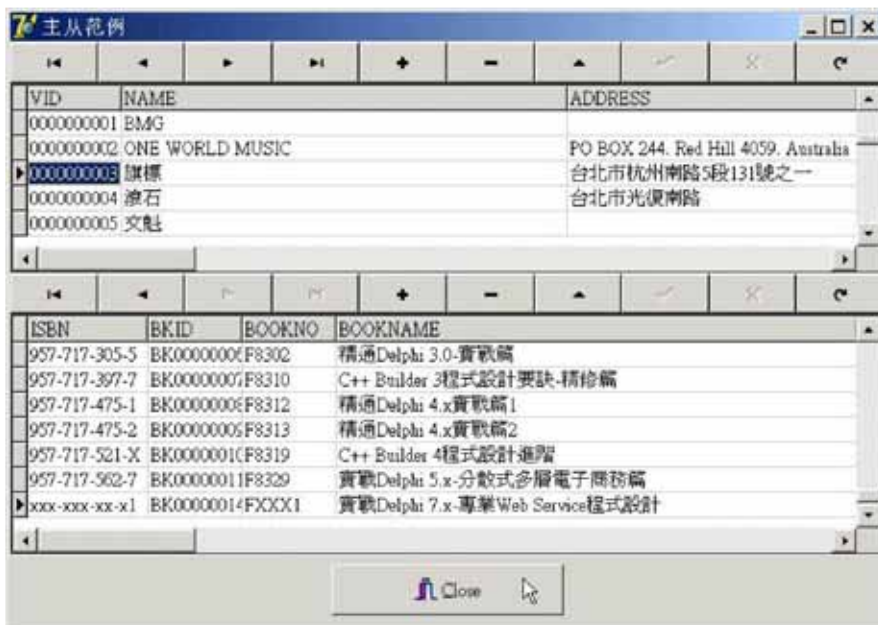 主从范例
VID NAME ADDRESS
0000000001 BMG
0000000002 ONE WORLD MUSIC PO BOX 244. Red Hill 4059. Australia
0000000003 旗標 台北市杭州南路5段131號之一
0000000004 滾石 台北市光復南路
0000000005 文魁
ISBN BKID BOOKNO BOOKNAME
957-717-305-5 BK00000006 F8302 精通Delphi 3.0-實戰篇
957-717-397-7 BK00000007 F8310 C++ Builder 3程式設計要訣-精修篇
957-717-475-1 BK00000008 F8312 精通Delphi 4.x實戰篇1
957-717-475-2 BK00000009 F8313 精通Delphi 4.x實戰篇2
957-717-521-X BK0000001( F8319 C++ Builder 4程式設計進階
957-717-562-7 BK00000011 F8329 實戰Delphi 5.x-分散式多層電子商務篇
xxx-xxx-xx-x1 BK00000014 FXXX1 實戰Delphi 7.x-專業Web Service程式設計
Close